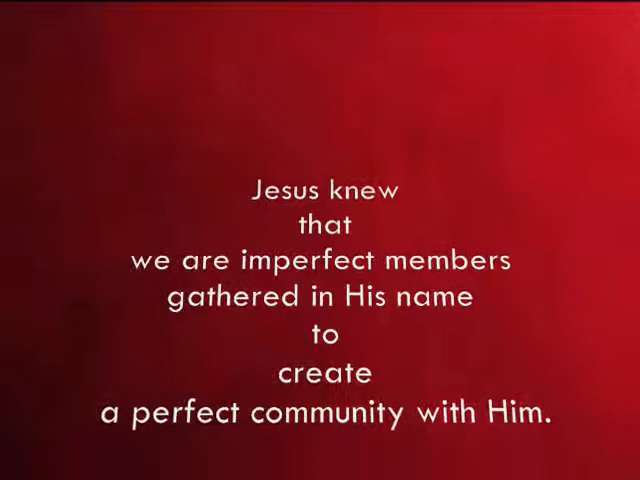 Jesus knew
that
we are imperfect members
gathered in His name
to
create
a perfect community with Him.